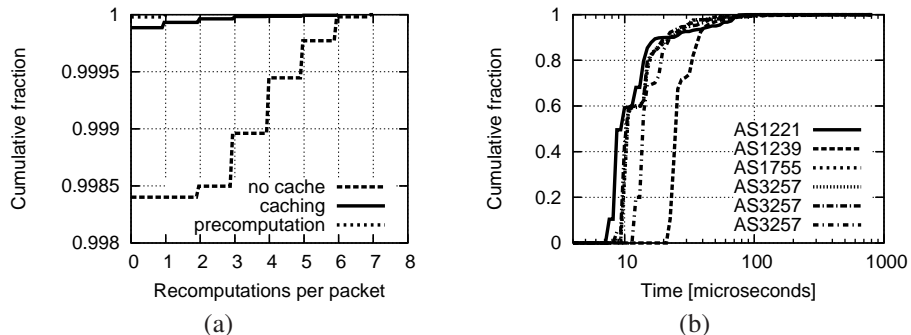 Cumulative fraction
1
0.9995
0.999
0.9985
0.998
no cache
caching
precomputation
0 1 2 3 4 5 6 7 8
Recomputations per packet
(a)
Cumulative fraction
1
0.8
0.6
0.4
0.2
0
AS1221
AS1239
AS1755
AS3257
AS3257
AS3257
10 100 1000
Time [microseconds]
(b)